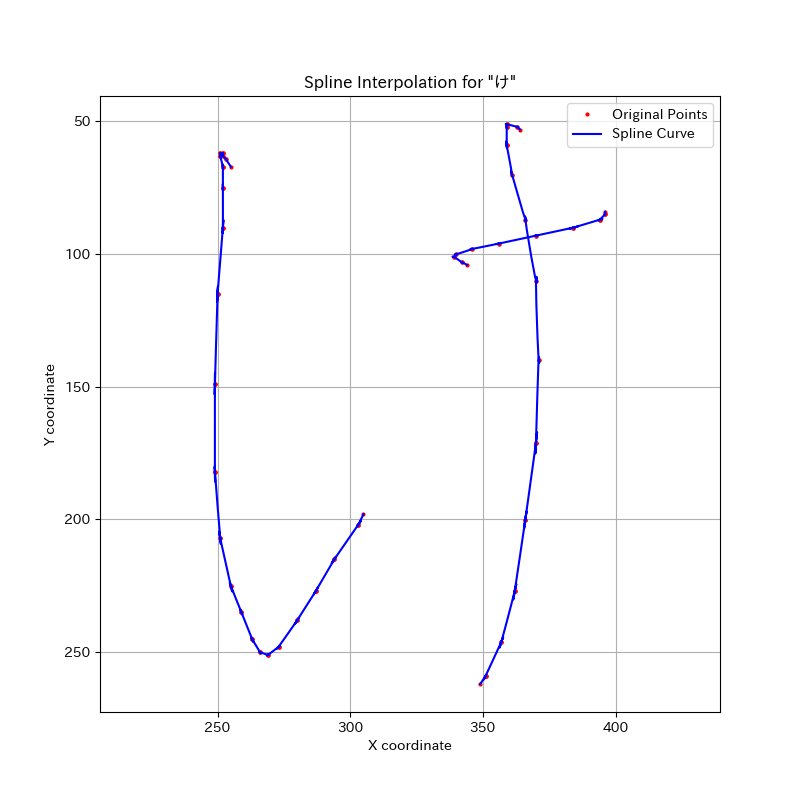 Spline Interpolation for "け"
Original Points
Spline Curve
50
100
150
200
250
Y coordinate
250 300 350 400
X coordinate